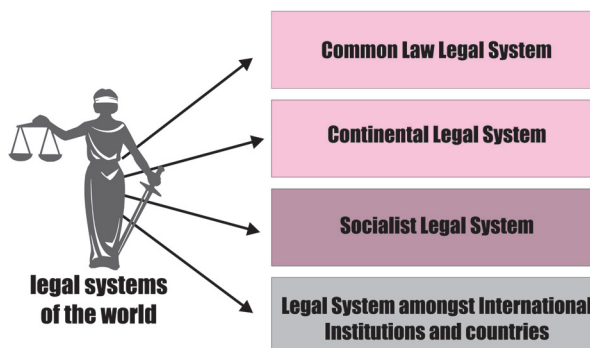 Common Law Legal System
Continental Legal System
Socialist Legal System
Legal System amongst International
Institutions and countries
legal systems
of the world